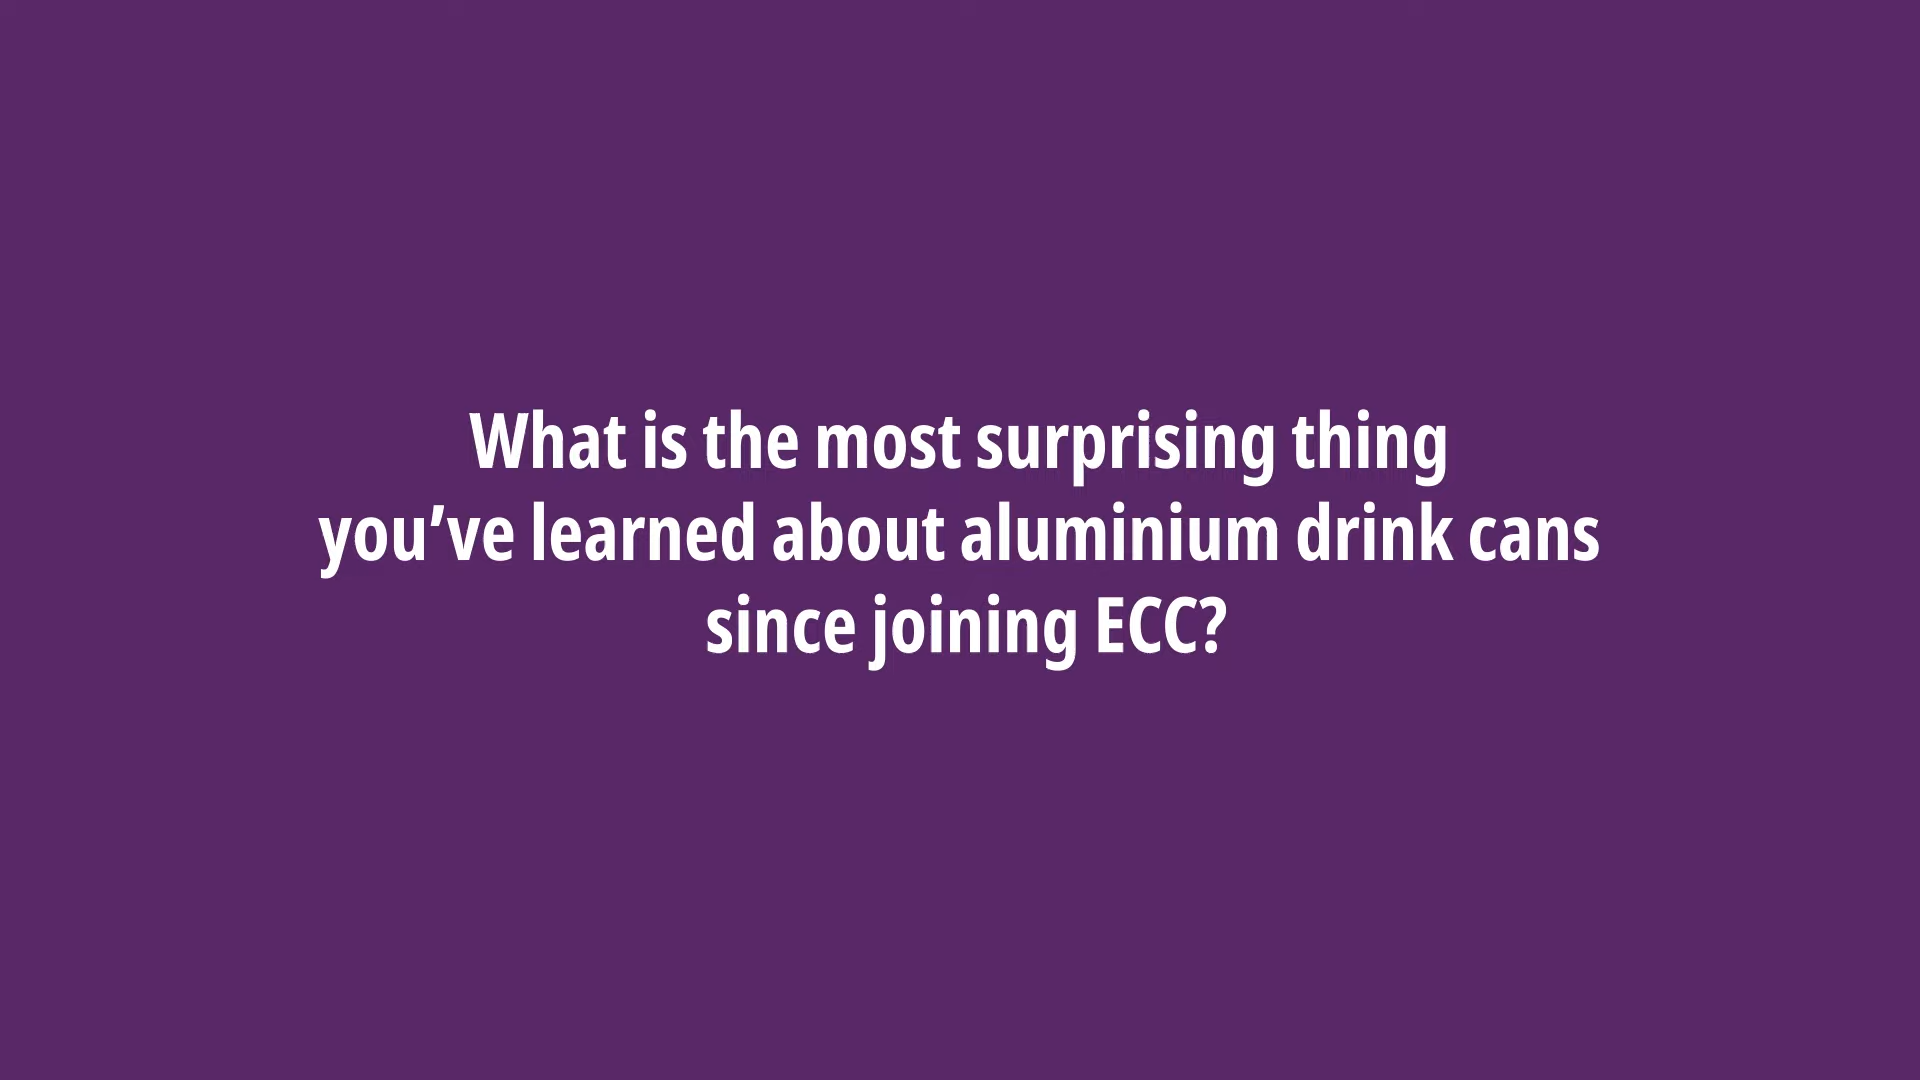 What is the most surprising thing
you’ve learned about aluminium drink cans
since joining ECC?